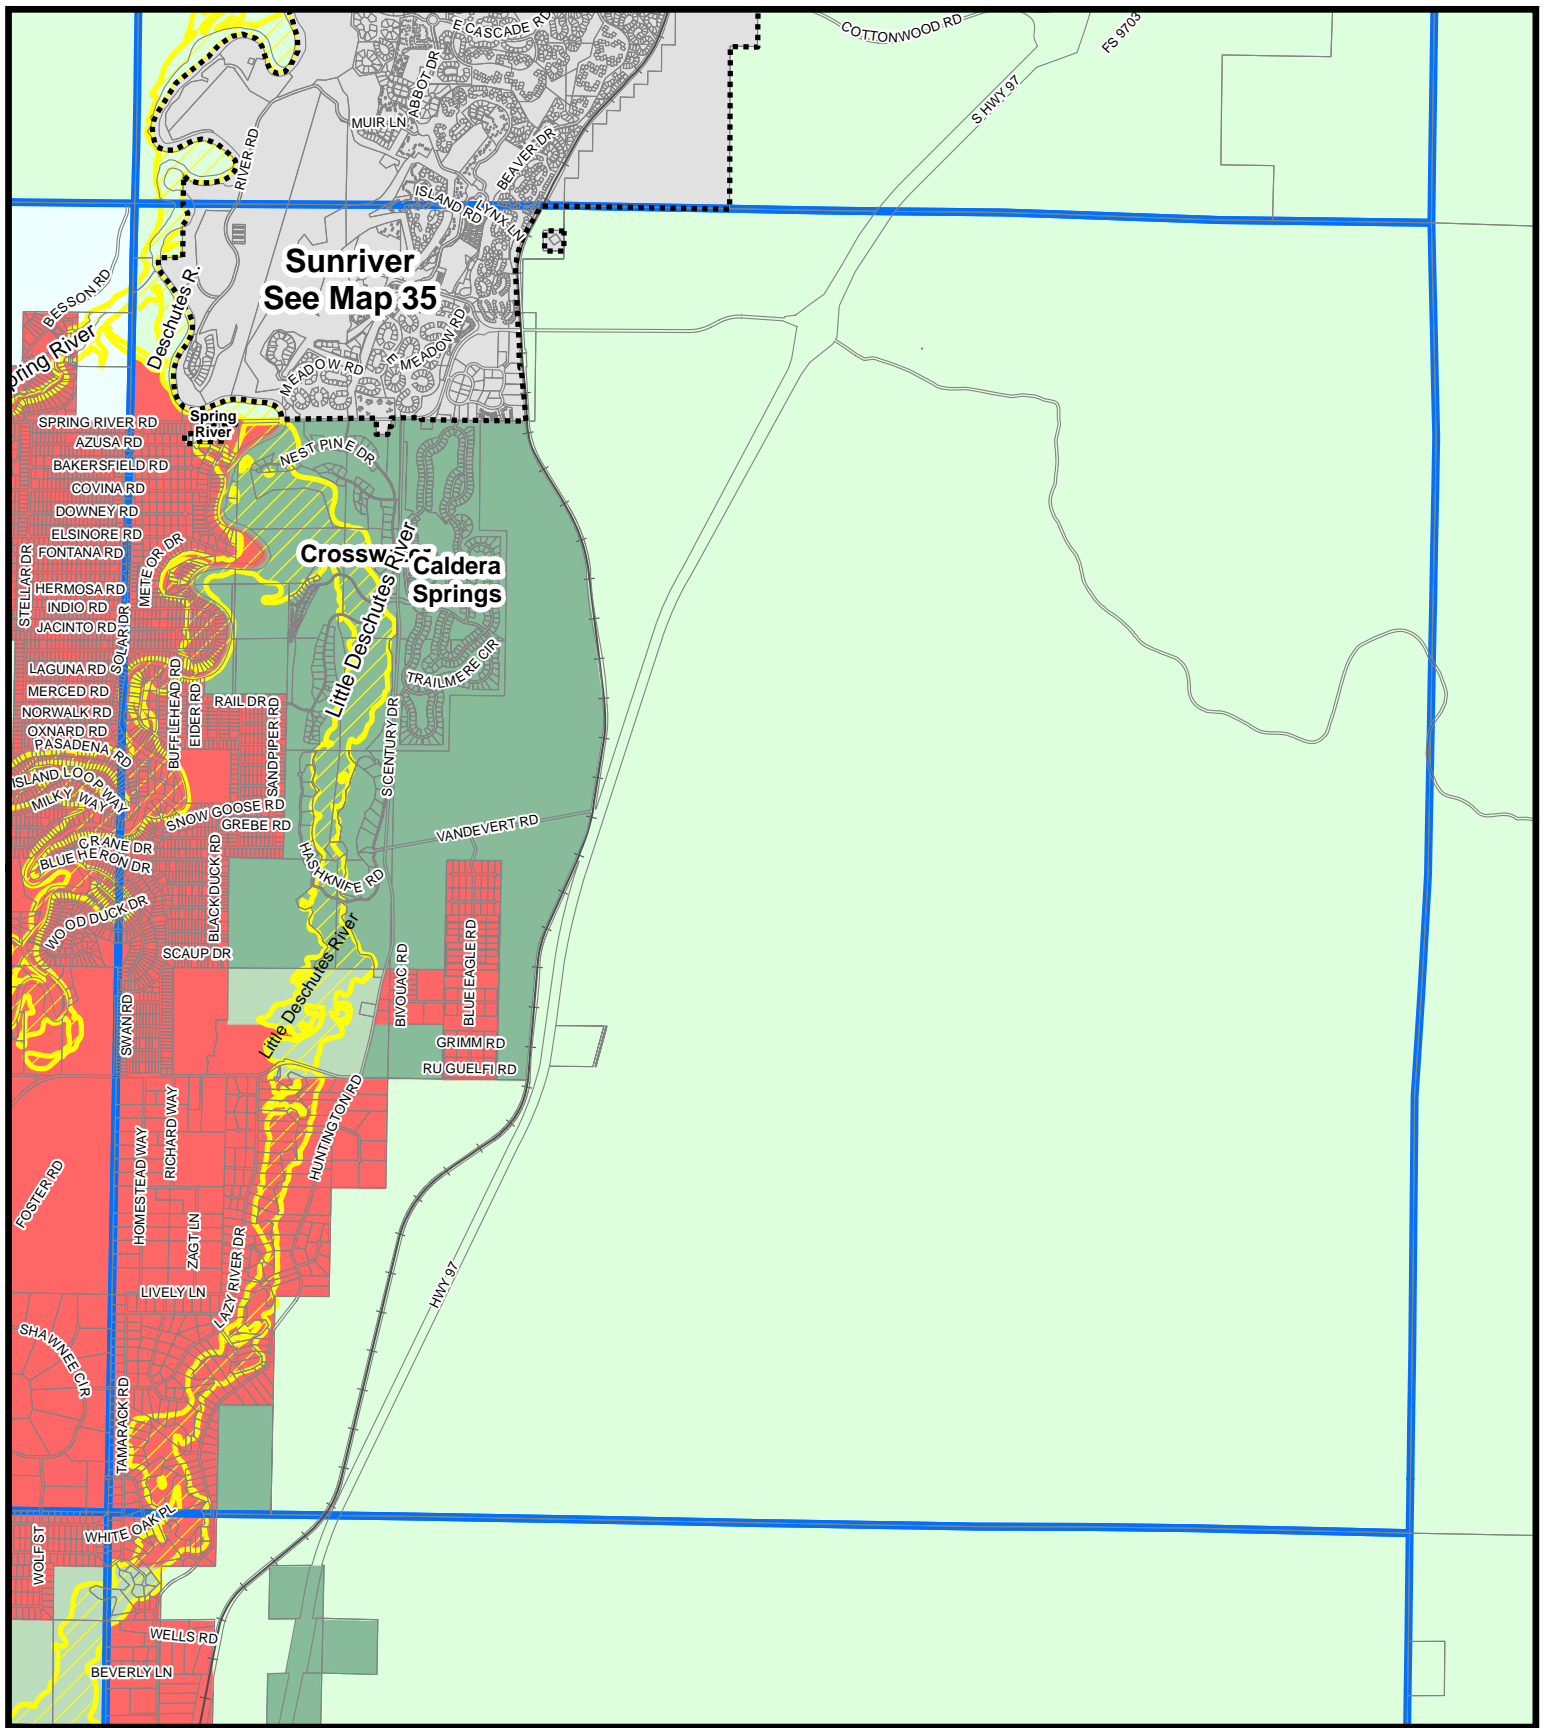 E CASCADE RD
COTTONWOOD RD
FS 9703
ABBOT DR
S HWY 97
MUIR LN
RIVER RD
BEAVER DR
ISLAND RD
LYNX LN
Sunriver
See Map 35
BESSON RD
Deschutes R.
MEADOW RD
E
MEADOW RD
pring River
SPRING RIVER RD
Spring
River
AZUSA RD
NEST PINE DR
BAKERSFIELD RD
COVINA RD
DOWNEY RD
ELSINORE RD
FONTANA RD
METEOR DR
STELLAR DR
Caldera
Springs
HERMOSA RD
INDIO RD
JACINTO RD
SOLAR DR
Little Deschutes River
LAGUNA RD
TRAILMERE CIR
MERCED RD
BUFFLEHEAD RD
EIDER RD
RAIL DR
SANDPIPER RD
S CENTURY DR
NORWALK RD
OXNARD RD
PASADENA RD
ISLAND LOOP WAY
MILKY WAY
SNOW GOOSE RD
GREBE RD
VANDEVERT RD
CRANE DR
BLUE HERON DR
HASHKNIFE RD
BLACK DUCK RD
WOOD DUCK DR
SCAUP DR
Little Deschutes River
BIVOUAC RD
BLUE EAGLE RD
SWAN RD
GRIMM RD
RU GUELFI RD
HUNTINGTON RD
RICHARD WAY
HOMESTEAD WAY
FOSTER RD
ZAGT LN
LAZY RIVER DR
LIVELY LN
HWY 97
SHAWNEE CIR
TAMARACK RD
WHITE OAK PL
WOLF ST
WELLS RD
BEVERLY LN